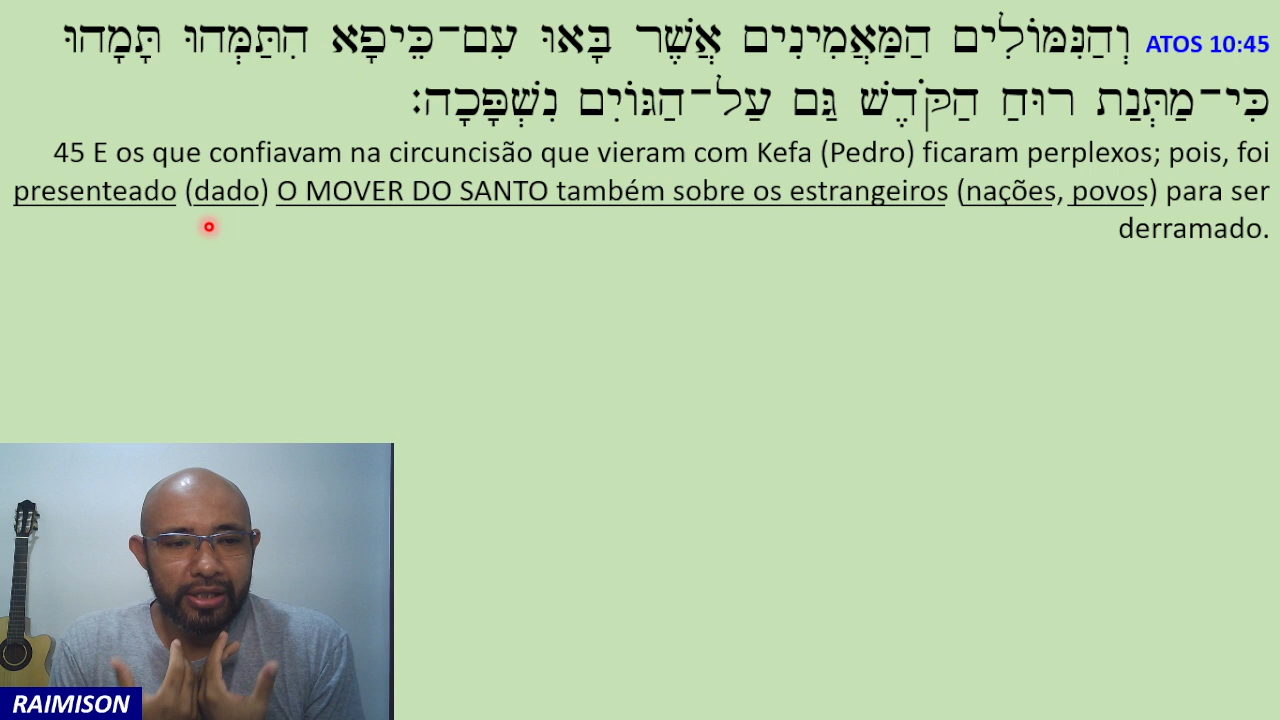 ATOS 10:45 וְהַנִּמּוֹלִים הַמַּאֲמִינִים אֲשֶׁר בָּאוּ עִם־כֵּיפָא הִתַּמְּהוּ תָּמָהוּ
כִּי־מַתְּנַת רוּחַ הַקֹּדֶשׁ גַּם עַל־הַגּוֹיִם נִשְׁפָּכָה׃
45 E os que confiavam na circuncisão que vieram com Kefa (Pedro) ficaram perplexos; pois, foi
presenteado (dado) O MOVER DO SANTO também sobre os estrangeiros (nações, povos) para ser
derramado.
RAIMISON